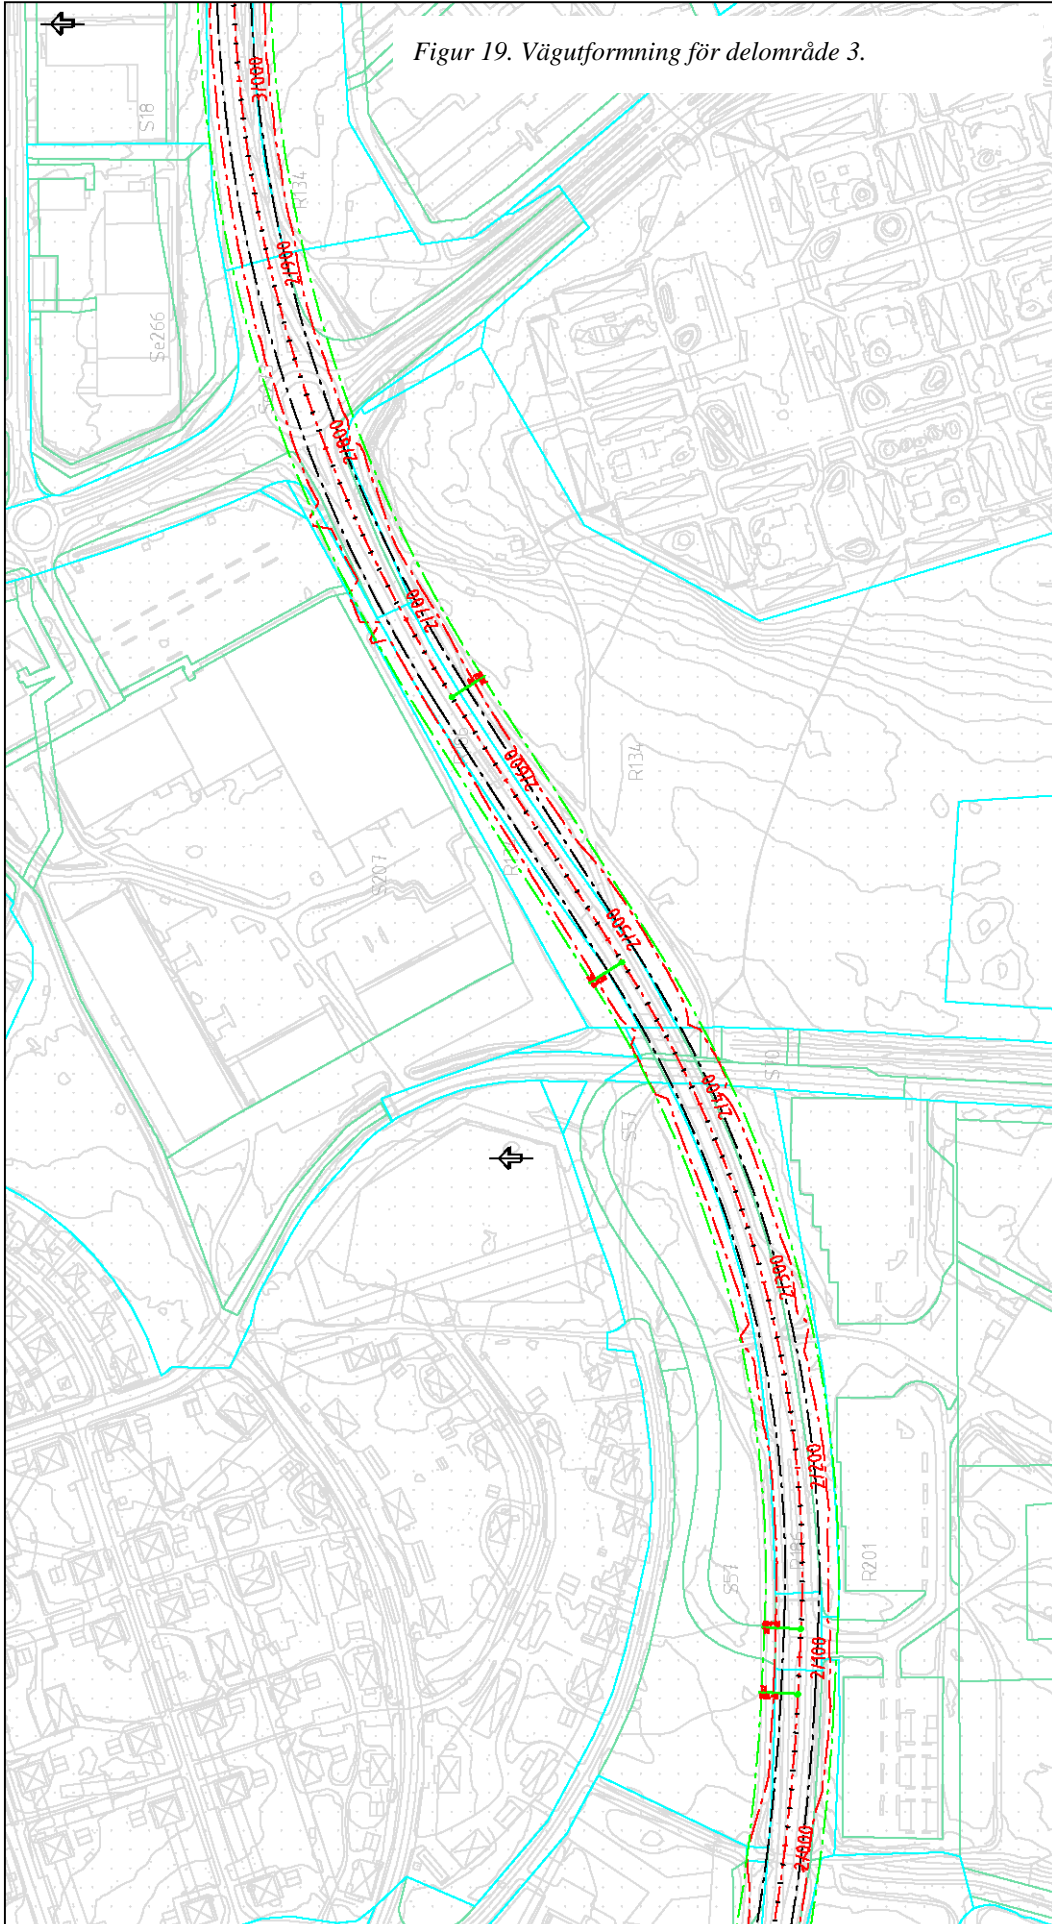 Figur 19. Vägutformning för delområde 3.
3/000
S18
R134
2/900
Se266
2/800
2/700
2/600
R134
S207
2/500
S70
2/400
S57
2/300
2/200
R201
S57
2/100
2/000